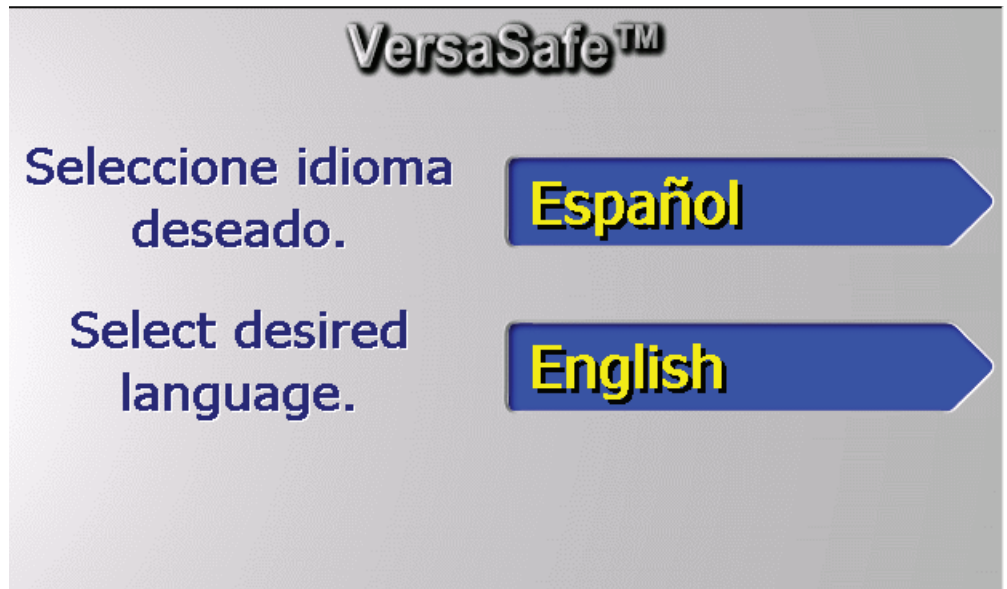 VersaSafe™
Seleccione idioma
deseado.
Español
Select desired
language.
English